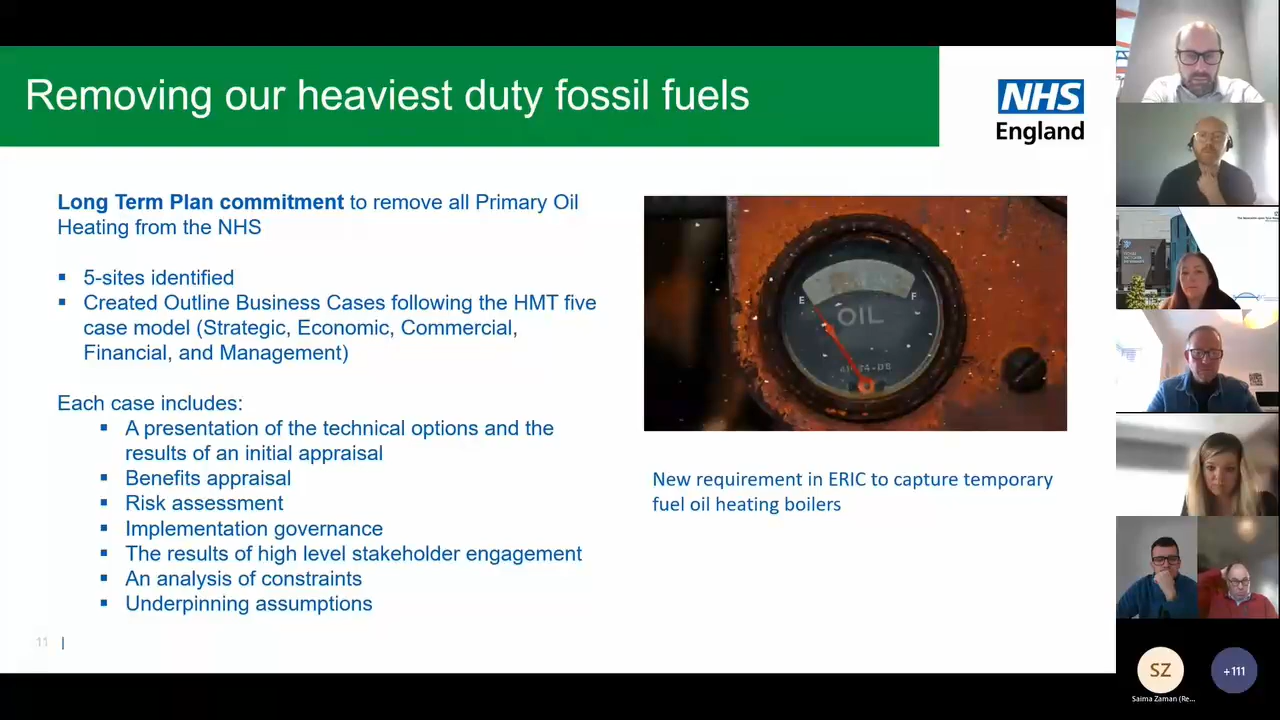 Removing our heaviest duty fossil fuels
NHS
England
Long Term Plan commitment to remove all Primary Oil
Heating from the NHS
▪ 5-sites identified
▪ Created Outline Business Cases following the HMT five
case model (Strategic, Economic, Commercial,
Financial, and Management)
Each case includes:
▪ A presentation of the technical options and the
results of an initial appraisal
▪ Benefits appraisal
▪ Risk assessment
▪ Implementation governance
▪ The results of high level stakeholder engagement
▪ An analysis of constraints
▪ Underpinning assumptions
E F
OIL
New requirement in ERIC to capture temporary
fuel oil heating boilers
11 |
SZ
Saima Zaman (Re...
+111